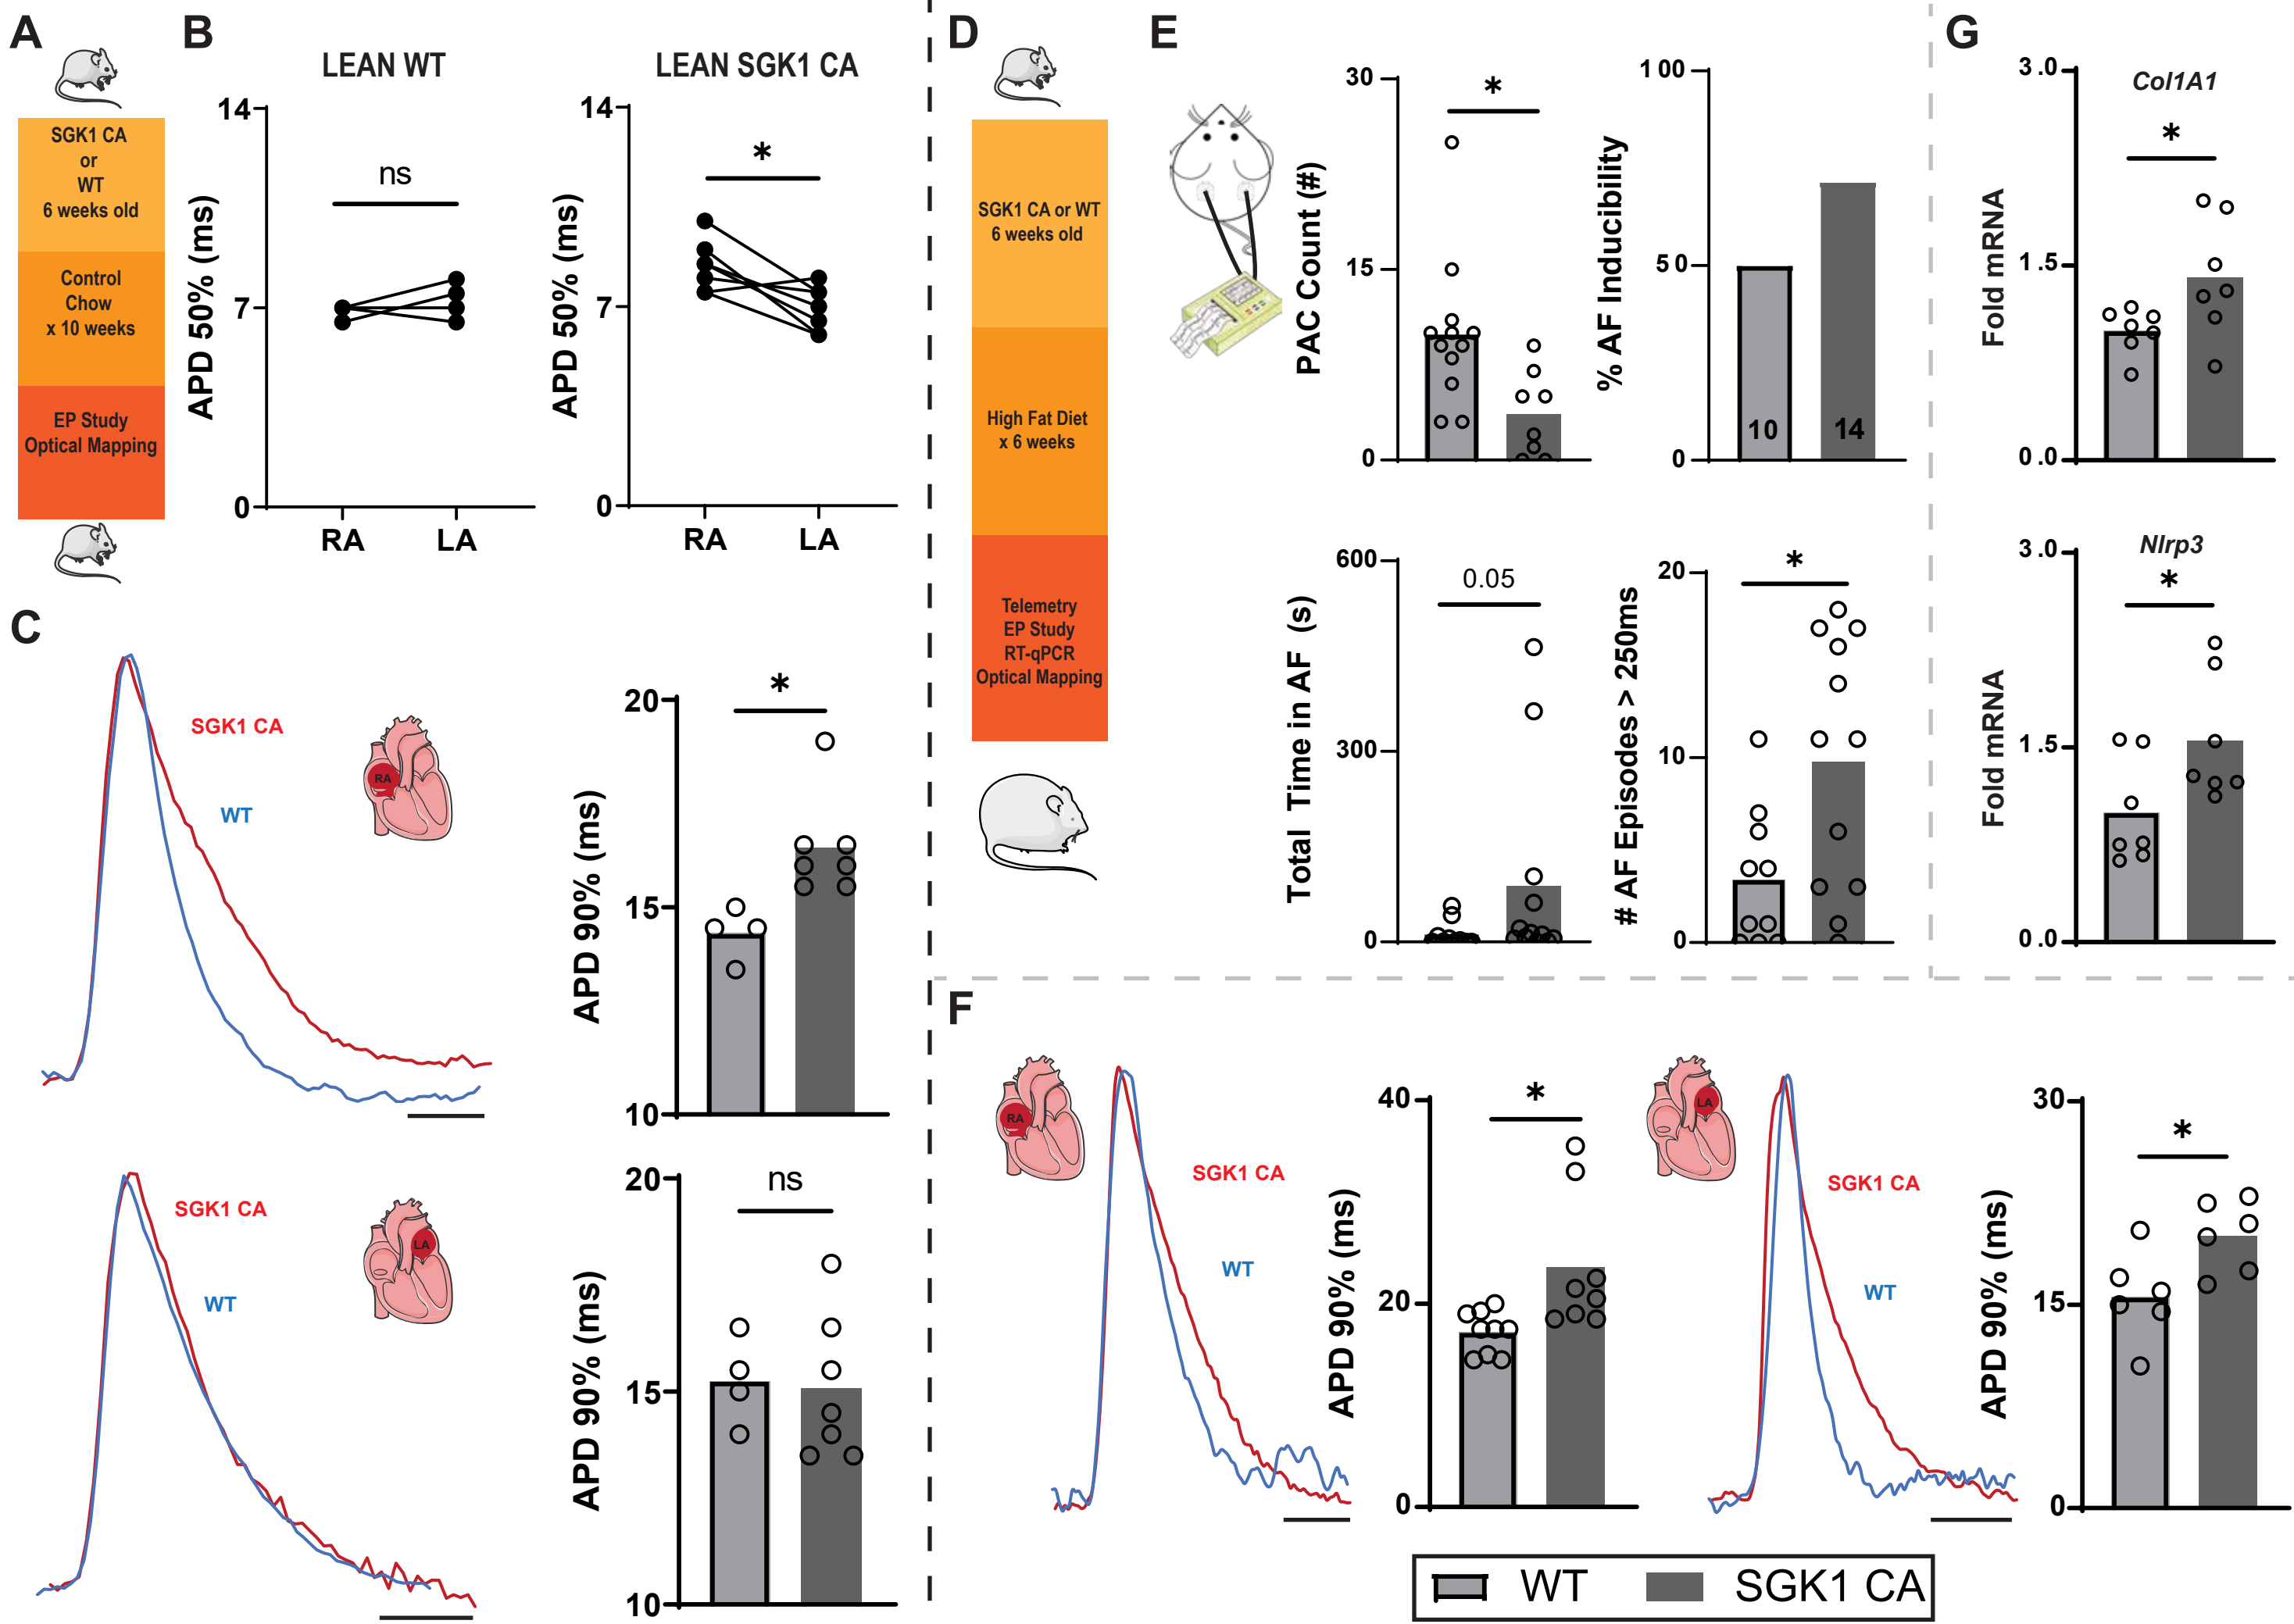 A
SGK1 CA
or
WT
6 weeks old
Control
Chow
x 10 weeks
EP Study
Optical Mapping
B
LEAN WT
14
7
0
APD 50% (ms)
ns
RA
LA
LEAN SGK1 CA
14
7
0
APD 50% (ms)
*
RA
LA
C
SGK1 CA
WT
RA
20
15
10
APD 90% (ms)
*
SGK1 CA
WT
LA
20
15
10
APD 90% (ms)
ns
D
SGK1 CA or WT
6 weeks old
High Fat Diet
x 6 weeks
Telemetry
EP Study
RT-qPCR
Optical Mapping
E
30
15
0
PAC Count (#)
*
100
50
0
% AF Inducibility
10
14
600
300
0
Total Time in AF (s)
0.05
20
10
0
# AF Episodes > 250ms
*
F
RA
SGK1 CA
WT
40
20
0
APD 90% (ms)
*
LA
SGK1 CA
WT
30
15
0
APD 90% (ms)
*
G
3.0
1.5
0.0
Fold mRNA
Col1A1
*
3.0
1.5
0.0
Fold mRNA
Nlrp3
*
WT
SGK1 CA